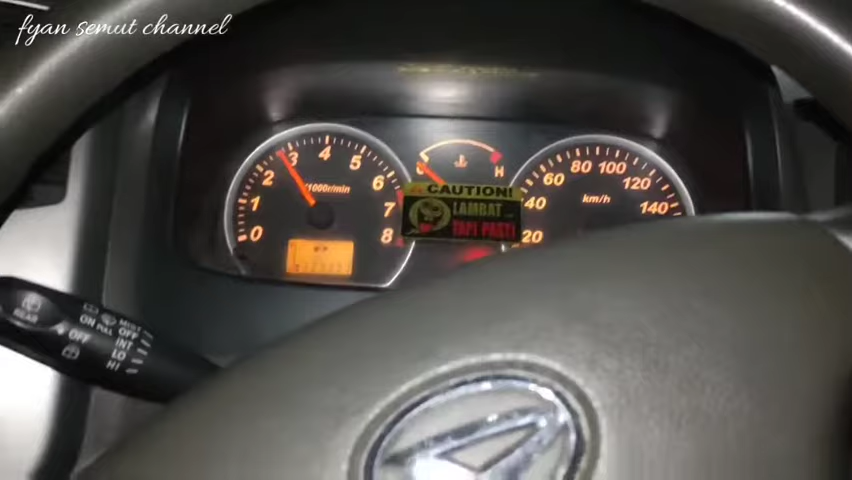 fyan semut channel
0
1
2
3
4
5
6
7
8
x1000r/min
C
H
CAUTION!
LAMBAT ...
TAPI PASTI
20
40
60
80
100
120
140
km/h
REAR
ON
PULL
MIST
OFF
OFF
INT
LO
HI